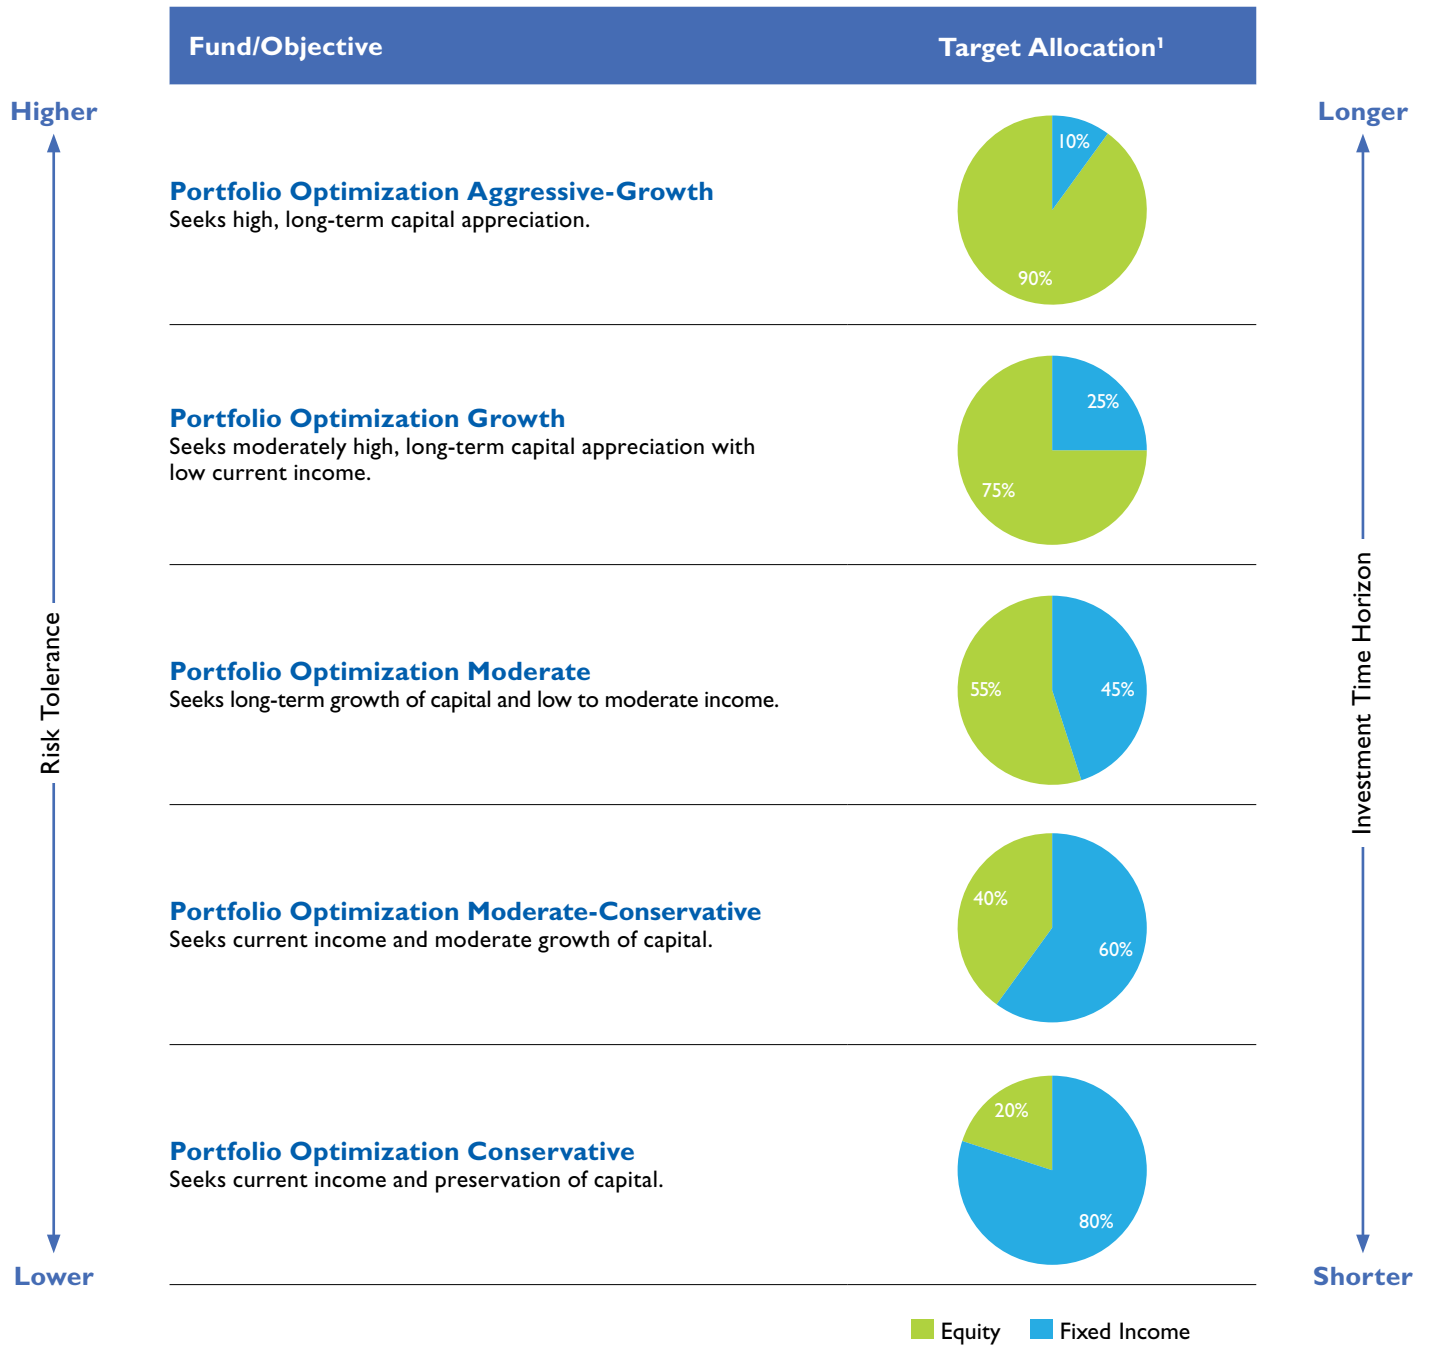 Fund/Objective
Target Allocation¹
Higher
Longer
10%
Portfolio Optimization Aggressive-Growth
Seeks high, long-term capital appreciation.
90%
25%
Portfolio Optimization Growth
Seeks moderately high, long-term capital appreciation with
low current income.
75%
Risk Tolerance
Investment Time Horizon
Portfolio Optimization Moderate
Seeks long-term growth of capital and low to moderate income.
55%
45%
40%
Portfolio Optimization Moderate-Conservative
Seeks current income and moderate growth of capital.
60%
20%
Portfolio Optimization Conservative
Seeks current income and preservation of capital.
80%
Lower
Shorter
Equity
Fixed Income